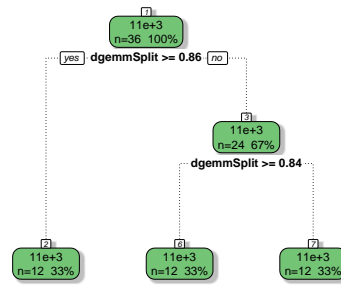 1
11e+3
n=36 100%
yes dgemmSplit >= 0.86 no
3
11e+3
n=24 67%
dgemmSplit >= 0.84
2
11e+3
n=12 33%
6
11e+3
n=12 33%
7
11e+3
n=12 33%